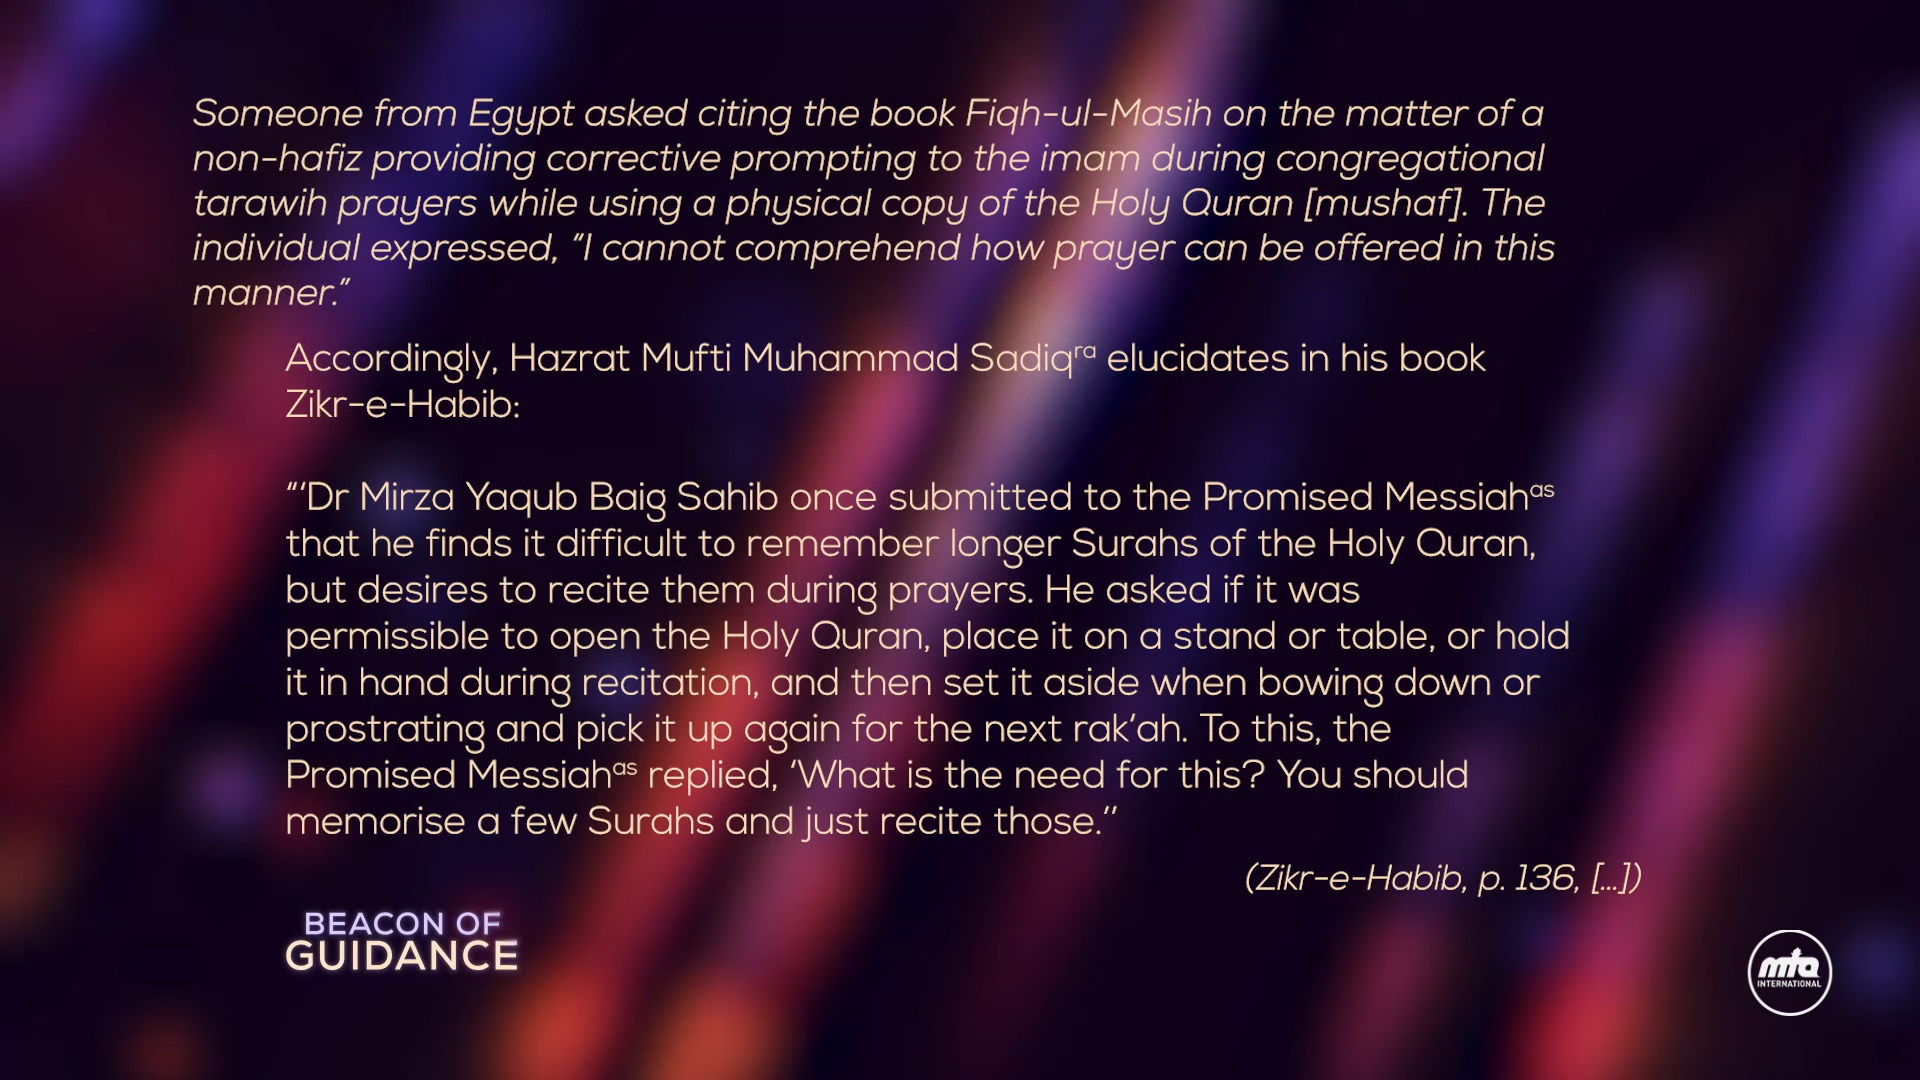 Someone from Egypt asked citing the book Fiqh-ul-Masih on the matter of a
non-hafiz providing corrective prompting to the imam during congregational
tarawih prayers while using a physical copy of the Holy Quran [mushaf]. The
individual expressed, “I cannot comprehend how prayer can be offered in this
manner.”
Accordingly, Hazrat Mufti Muhammad Sadiqra elucidates in his book
Zikr-e-Habib:
“‘Dr Mirza Yaqub Baig Sahib once submitted to the Promised Messiahas
that he finds it difficult to remember longer Surahs of the Holy Quran,
but desires to recite them during prayers. He asked if it was
permissible to open the Holy Quran, place it on a stand or table, or hold
it in hand during recitation, and then set it aside when bowing down or
prostrating and pick it up again for the next rak’ah. To this, the
Promised Messiahas replied, ‘What is the need for this? You should
memorise a few Surahs and just recite those.’’
(Zikr-e-Habib, p. 136, [...])
BEACON OF
GUIDANCE
mta
INTERNATIONAL